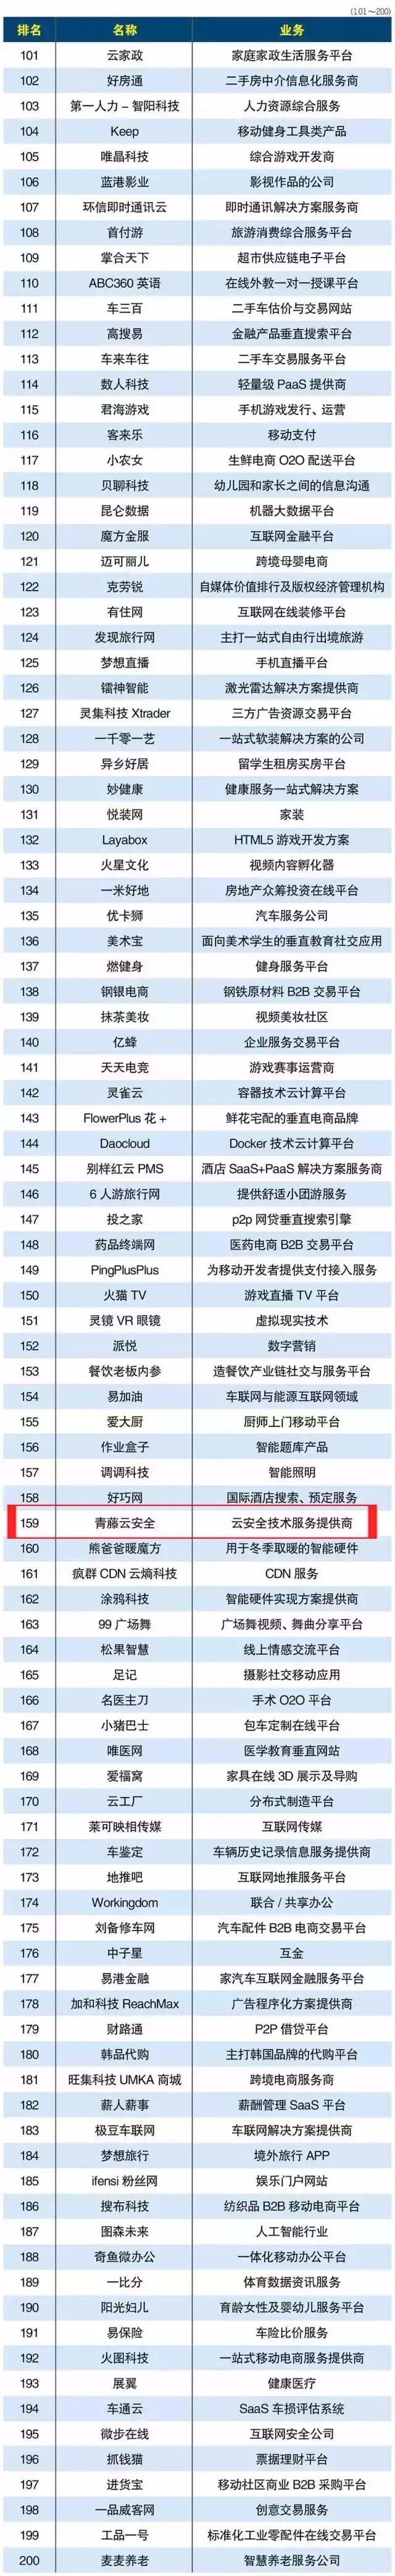 (101~200)
排名 名称 业务
101 云家政 家庭家政生活服务平台
102 好房通 二手房中介信息化服务商
103 第一人力－智阳科技 人力资源综合服务
104 Keep 移动健身工具类产品
105 唯晶科技 综合游戏开发商
106 蓝港影业 影视作品的公司
107 环信即时通讯云 即时通讯解决方案服务商
108 首付游 旅游消费综合服务平台
109 掌合天下 超市供应链电子平台
110 ABC360 英语 在线外教一对一授课平台
111 车三百 二手车估价与交易网站
112 高搜易 金融产品垂直搜索平台
113 车来车往 二手车交易服务平台
114 数人科技 轻量级 PaaS 提供商
115 君海游戏 手机游戏发行、运营
116 客来乐 移动支付
117 小农女 生鲜电商 O2O 配送平台
118 贝聊科技 幼儿园和家长之间的信息沟通
119 昆仑数据 机器大数据平台
120 魔方金服 互联网金融平台
121 迈可丽儿 跨境母婴电商
122 克劳锐 自媒体价值排行及版权经济管理机构
123 有住网 互联网在线装修平台
124 发现旅行网 主打一站式自由行出境旅游
125 梦想直播 手机直播平台
126 镭神智能 激光雷达解决方案提供商
127 灵集科技 Xtrader 三方广告资源交易平台
128 一千零一艺 一站式软装解决方案的公司
129 异乡好居 留学生租房买房平台
130 妙健康 健康服务一站式解决方案
131 悦装网 家装
132 Layabox HTML5 游戏开发方案
133 火星文化 视频内容孵化器
134 一米好地 房地产众筹投资在线平台
135 优卡狮 汽车服务公司
136 美术宝 面向美术学生的垂直教育社交应用
137 燃健身 健身服务平台
138 钢银电商 钢铁原材料 B2B 交易平台
139 抹茶美妆 视频美妆社区
140 亿蜂 企业服务交易平台
141 天天电竞 游戏赛事运营商
142 灵雀云 容器技术云计算平台
143 FlowerPlus 花 + 鲜花宅配的垂直电商品牌
144 Daocloud Docker 技术云计算平台
145 别样红云 PMS 酒店 SaaS+PaaS 解决方案服务商
146 6 人游旅行网 提供舒适小团游服务
147 投之家 p2p 网贷垂直搜索引擎
148 药品终端网 医药电商 B2B 交易平台
149 PingPlusPlus 为移动开发者提供支付接入服务
150 火猫 TV 游戏直播 TV 平台
151 灵镜 VR 眼镜 虚拟现实技术
152 派悦 数字营销
153 餐饮老板内参 造餐饮产业链社交与服务平台
154 易加油 车联网与能源互联网领域
155 爱大厨 厨师上门移动平台
156 作业盒子 智能题库产品
157 调调科技 智能照明
158 好巧网 国际酒店搜索、预定服务
159 青藤云安全 云安全技术服务提供商
160 熊爸爸暖魔方 用于冬季取暖的智能硬件
161 疯群 CDN 云熵科技 CDN 服务
162 涂鸦科技 智能硬件实现方案提供商
163 99 广场舞 广场舞视频、舞曲分享平台
164 松果智慧 线上情感交流平台
165 足记 摄影社交移动应用
166 名医主刀 手术 O2O 平台
167 小猪巴士 包车定制在线平台
168 唯医网 医学教育垂直网站
169 爱福窝 家具在线 3D 展示及导购
170 云工厂 分布式制造平台
171 莱可映相传媒 互联网传媒
172 车鉴定 车辆历史记录信息服务提供商
173 地推吧 互联网地推服务平台
174 Workingdom 联合 / 共享办公
175 刘备修车网 汽车配件 B2B 电商交易平台
176 中子星 互金
177 易港金融 家汽车互联网金融服务平台
178 加和科技 ReachMax 广告程序化方案提供商
179 财路通 P2P 借贷平台
180 韩品代购 主打韩国品牌的代购平台
181 旺集科技 UMKA 商城 跨境电商服务商
182 薪人薪事 薪酬管理 SaaS 平台
183 极豆车联网 车联网解决方案提供商
184 梦想旅行 境外旅行 APP
185 ifensi 粉丝网 娱乐门户网站
186 搜布科技 纺织品 B2B 移动电商平台
187 图森未来 人工智能行业
188 奇鱼微办公 一体化移动办公平台
189 一比分 体育数据资讯服务
190 阳光妇儿 育龄女性及婴幼儿服务平台
191 易保险 车险比价服务
192 火图科技 一站式移动电商服务提供商
193 展翼 健康医疗
194 车通云 SaaS 车损评估系统
195 微步在线 互联网安全公司
196 抓钱猫 票据理财平台
197 进货宝 移动社区商业 B2B 采购平台
198 一品威客网 创意交易服务
199 工品一号 标准化工业零配件在线交易平台
200 麦麦养老 智慧养老服务公司